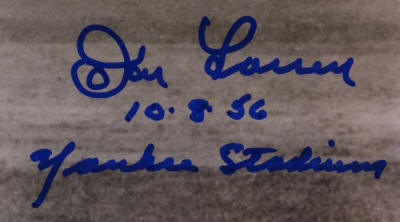 Don Larsen
10·8·56
Yankee Stadium